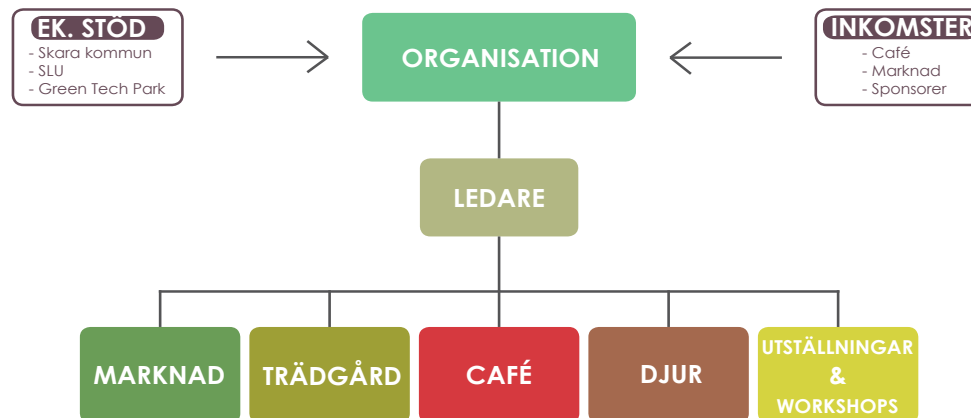 EK. STÖD
- Skara kommun
- SLU
- Green Tech Park
ORGANISATION
INKOMSTER
- Café
- Marknad
- Sponsorer
LEDARE
MARKNAD
TRÄDGÅRD
CAFÉ
DJUR
UTSTÄLLNINGAR
&
WORKSHOPS